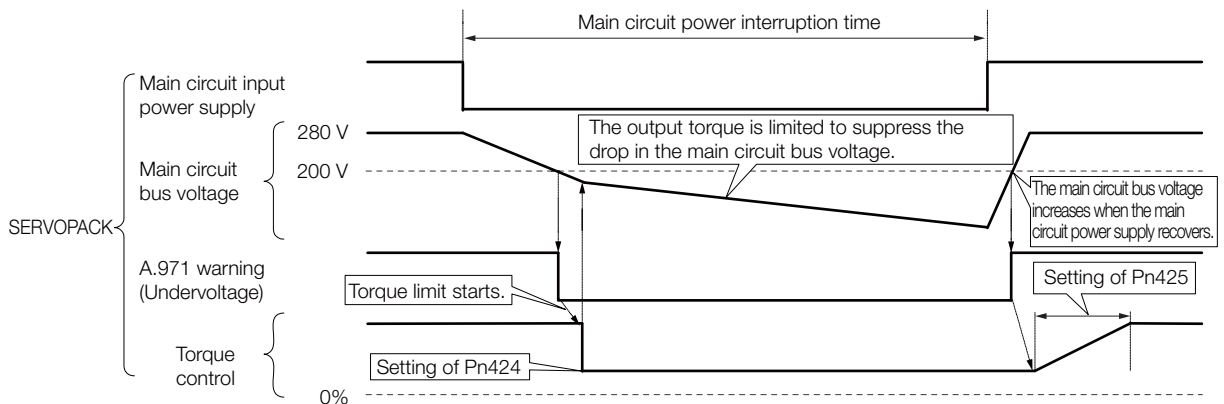 Main circuit power interruption time
SERVOPACK
Main circuit input
power supply
Main circuit
bus voltage
280 V
200 V
The output torque is limited to suppress the
drop in the main circuit bus voltage.
The main circuit bus voltage
increases when the main
circuit power supply recovers.
A.971 warning
(Undervoltage)
Torque limit starts.
Setting of Pn425
Torque
control
Setting of Pn424
0%